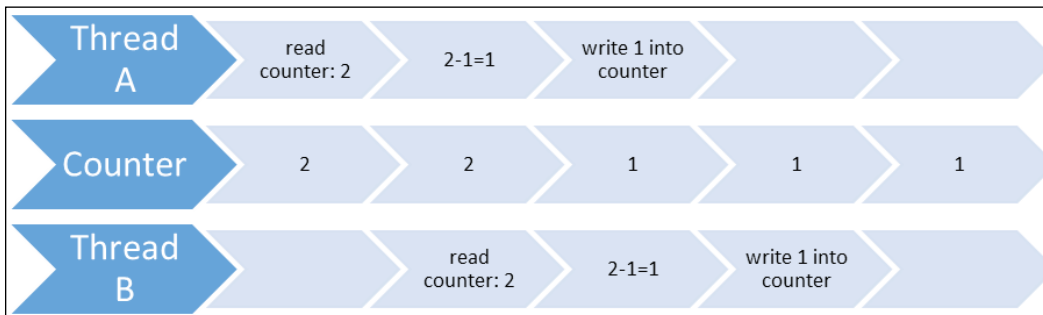 Thread
A
read
counter: 2
2-1=1
write 1 into
counter
Counter
2
2
1
1
1
Thread
B
read
counter: 2
2-1=1
write 1 into
counter